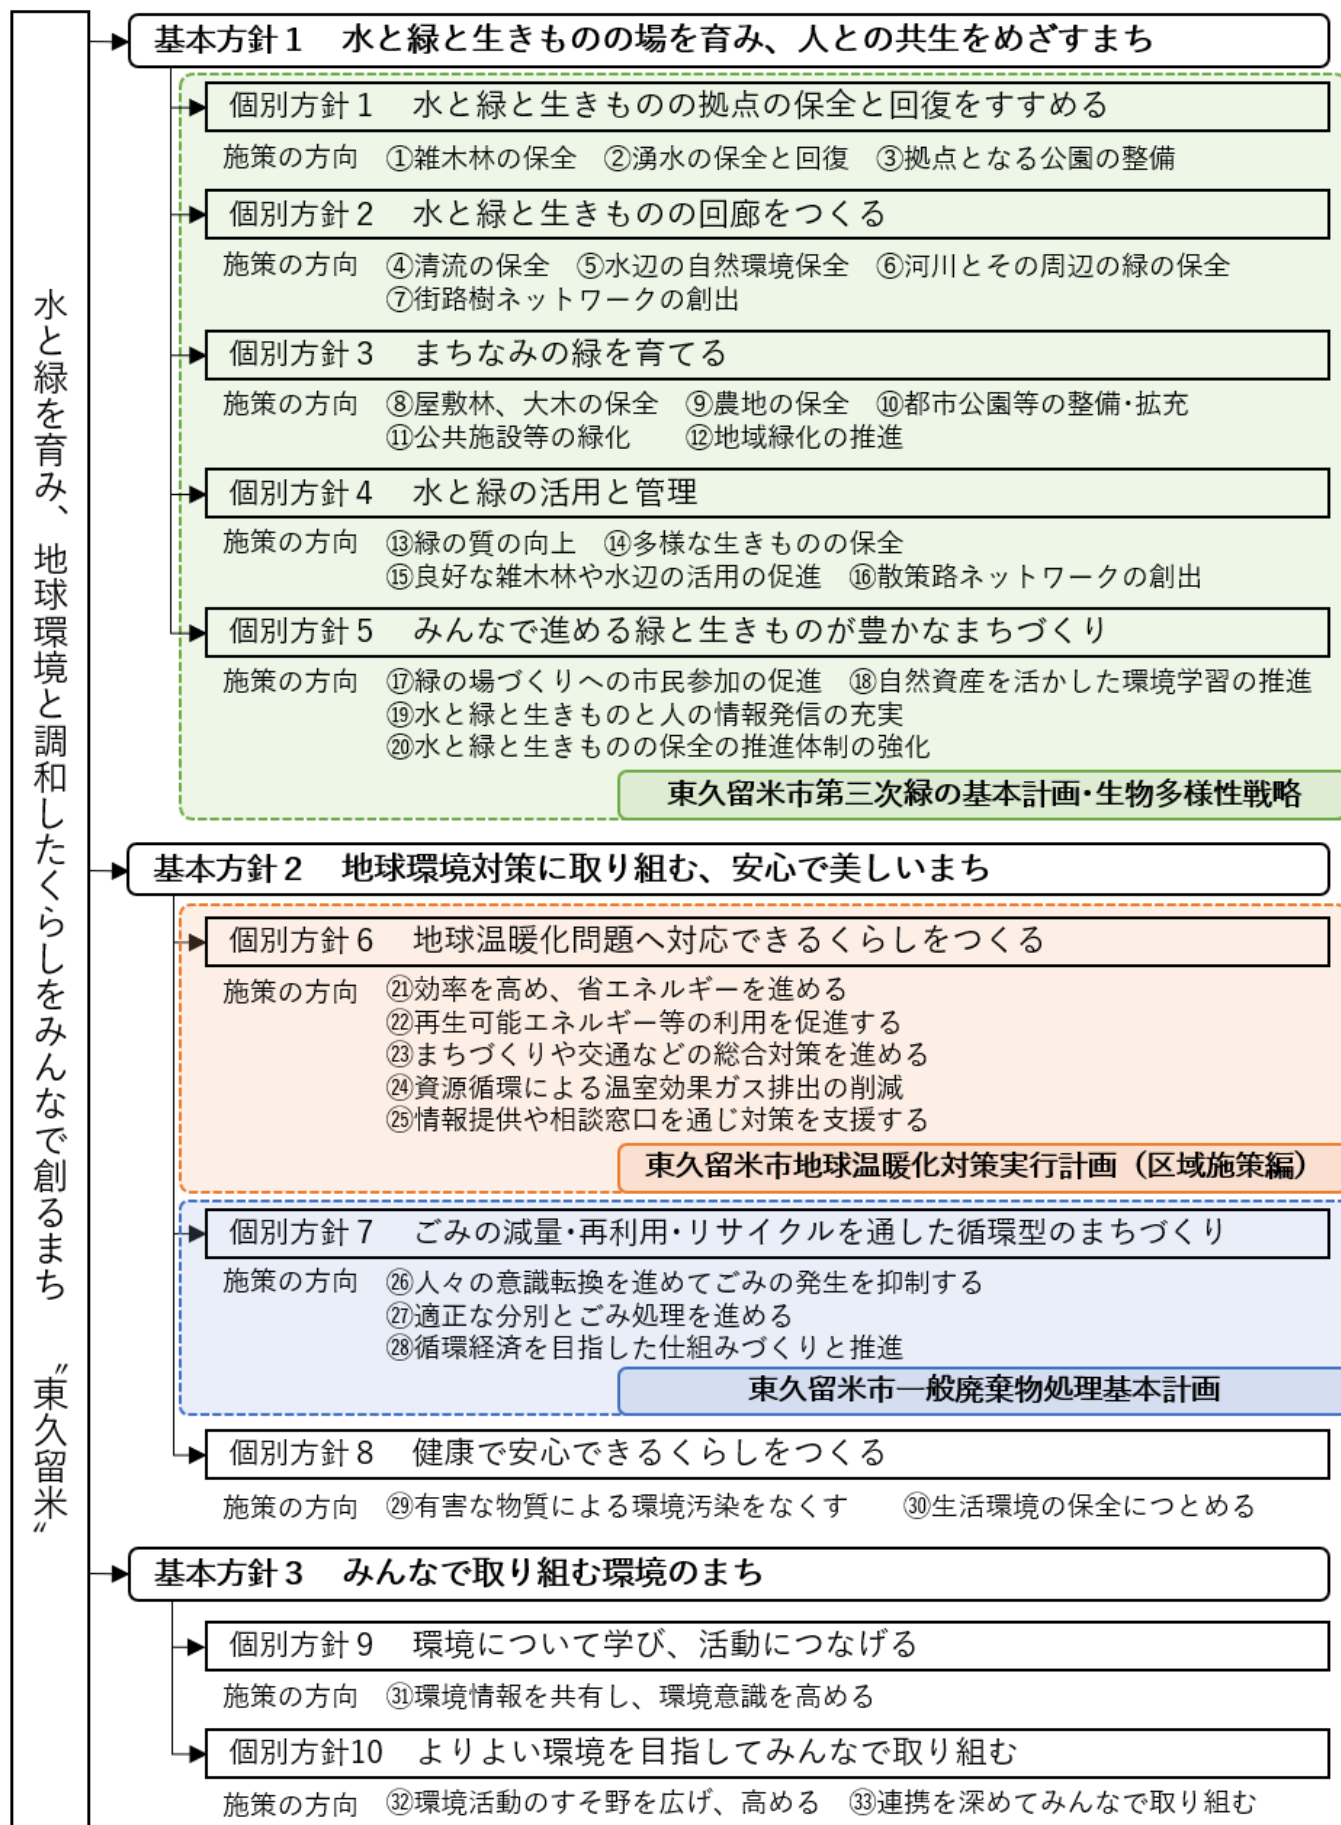 水と緑を育み、地球環境と調和したくらしをみんなで創るまち　〝東久留米〟
基本方針１　水と緑と生きものの場を育み、人との共生をめざすまち
個別方針１　水と緑と生きものの拠点の保全と回復をすすめる
施策の方向　①雑木林の保全　②湧水の保全と回復　③拠点となる公園の整備
個別方針２　水と緑と生きものの回廊をつくる
施策の方向　④清流の保全　⑤水辺の自然環境保全　⑥河川とその周辺の緑の保全
⑦街路樹ネットワークの創出
個別方針３　まちなみの緑を育てる
施策の方向　⑧屋敷林、大木の保全　⑨農地の保全　⑩都市公園等の整備･拡充
⑪公共施設等の緑化　⑫地域緑化の推進
個別方針４　水と緑の活用と管理
施策の方向　⑬緑の質の向上　⑭多様な生きものの保全
⑮良好な雑木林や水辺の活用の促進　⑯散策路ネットワークの創出
個別方針５　みんなで進める緑と生きものが豊かなまちづくり
施策の方向　⑰緑の場づくりへの市民参加の促進　⑱自然資産を活かした環境学習の推進
⑲水と緑と生きものと人の情報発信の充実
⑳水と緑と生きものの保全の推進体制の強化
東久留米市第三次緑の基本計画･生物多様性戦略
基本方針２　地球環境対策に取り組む、安心で美しいまち
個別方針６　地球温暖化問題へ対応できるくらしをつくる
施策の方向　㉑効率を高め、省エネルギーを進める
㉒再生可能エネルギー等の利用を促進する
㉓まちづくりや交通などの総合対策を進める
㉔資源循環による温室効果ガス排出の削減
㉕情報提供や相談窓口を通じ対策を支援する
東久留米市地球温暖化対策実行計画（区域施策編）
個別方針７　ごみの減量･再利用･リサイクルを通した循環型のまちづくり
施策の方向　㉖人々の意識転換を進めてごみの発生を抑制する
㉗適正な分別とごみ処理を進める
㉘循環経済を目指した仕組みづくりと推進
東久留米市一般廃棄物処理基本計画
個別方針８　健康で安心できるくらしをつくる
施策の方向　㉙有害な物質による環境汚染をなくす　㉚生活環境の保全につとめる
基本方針３　みんなで取り組む環境のまち
個別方針９　環境について学び、活動につなげる
施策の方向　㉛環境情報を共有し、環境意識を高める
個別方針10　よりよい環境を目指してみんなで取り組む
施策の方向　㉜環境活動のすそ野を広げ、高める　㉝連携を深めてみんなで取り組む